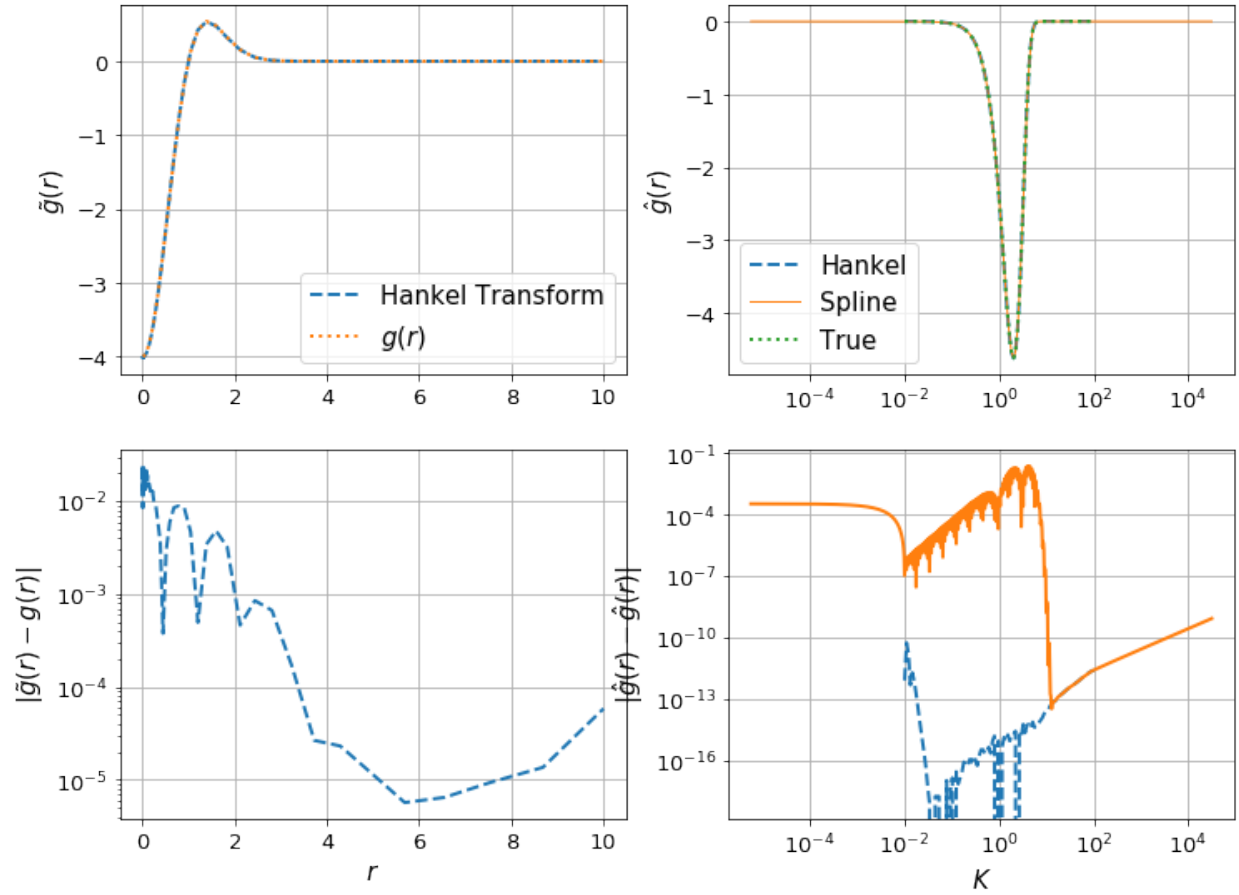 0
−1
−2
−3
−4
g̃(r)
0 2 4 6 8 10
Hankel Transform
g(r)
0
−1
−2
−3
−4
ĝ(r)
Hankel
Spline
True
10⁻⁴ 10⁻² 10⁰ 10² 10⁴
10⁻²
10⁻³
10⁻⁴
10⁻⁵
|g̃(r) − g(r)|
0 2 4 6 8 10
r
10⁻¹
10⁻⁴
10⁻⁷
10⁻¹⁰
10⁻¹³
10⁻¹⁶
|ĝ(r) − ĝ(r)|
10⁻⁴ 10⁻² 10⁰ 10² 10⁴
K